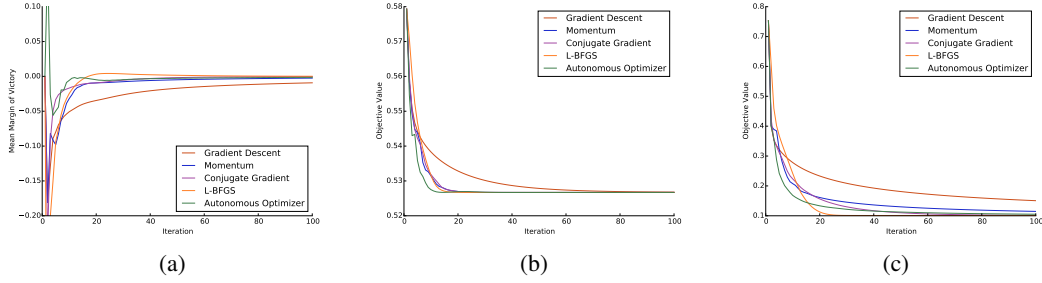 0.10
0.05
0.00
−0.05
−0.10
−0.15
−0.20
Mean Margin of Victory
0 20 40 60 80 100
Iteration
Gradient Descent
Momentum
Conjugate Gradient
L-BFGS
Autonomous Optimizer
(a)
0.58
0.56
0.55
0.54
0.53
0.52
Objective Value
0 20 40 60 80 100
Iteration
Gradient Descent
Momentum
Conjugate Gradient
L-BFGS
Autonomous Optimizer
(b)
0.8
0.7
0.6
0.5
0.4
0.3
0.2
0.1
Objective Value
0 20 40 60 80 100
Iteration
Gradient Descent
Momentum
Conjugate Gradient
L-BFGS
Autonomous Optimizer
(c)